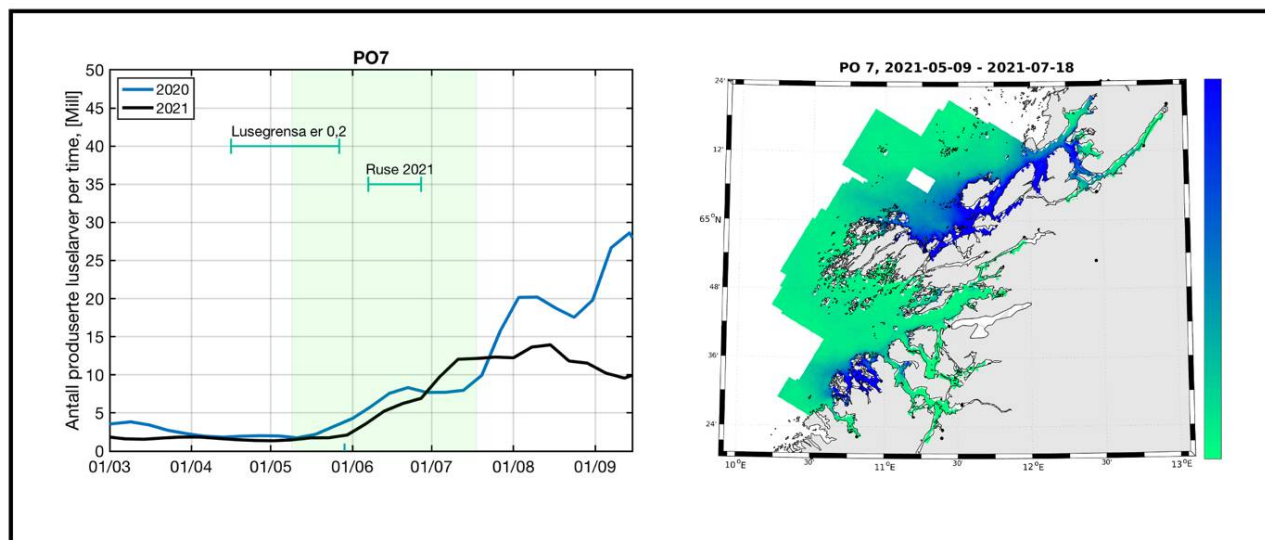 PO7
Antall produserte luselarver per time, [Mill]
50
45
40
35
30
25
20
15
10
5
0
2020
2021
Lusegrensa er 0,2
Ruse 2021
01/03 01/04 01/05 01/06 01/07 01/08 01/09
PO 7, 2021-05-09 - 2021-07-18
24'
12'
65°N
48'
36'
24'
10°E 30' 11°E 30' 12°E 30' 13°E